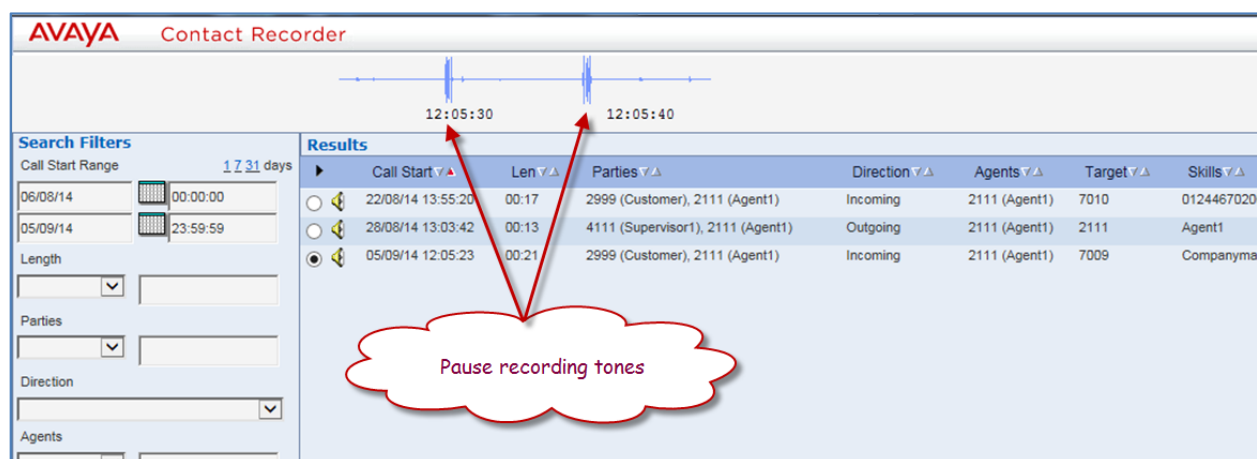 AVAYA Contact Recorder
12:05:30 12:05:40
Search Filters
Call Start Range 1 7 31 days
06/08/14 00:00:00
05/09/14 23:59:59
Length
Parties
Direction
Agents
Results
Call Start Len Parties Direction Agents Target Skills
22/08/14 13:55:20 00:17 2999 (Customer), 2111 (Agent1) Incoming 2111 (Agent1) 7010 0124467020
28/08/14 13:03:42 00:13 4111 (Supervisor1), 2111 (Agent1) Outgoing 2111 (Agent1) 2111 Agent1
05/09/14 12:05:23 00:21 2999 (Customer), 2111 (Agent1) Incoming 2111 (Agent1) 7009 Companyma
Pause recording tones